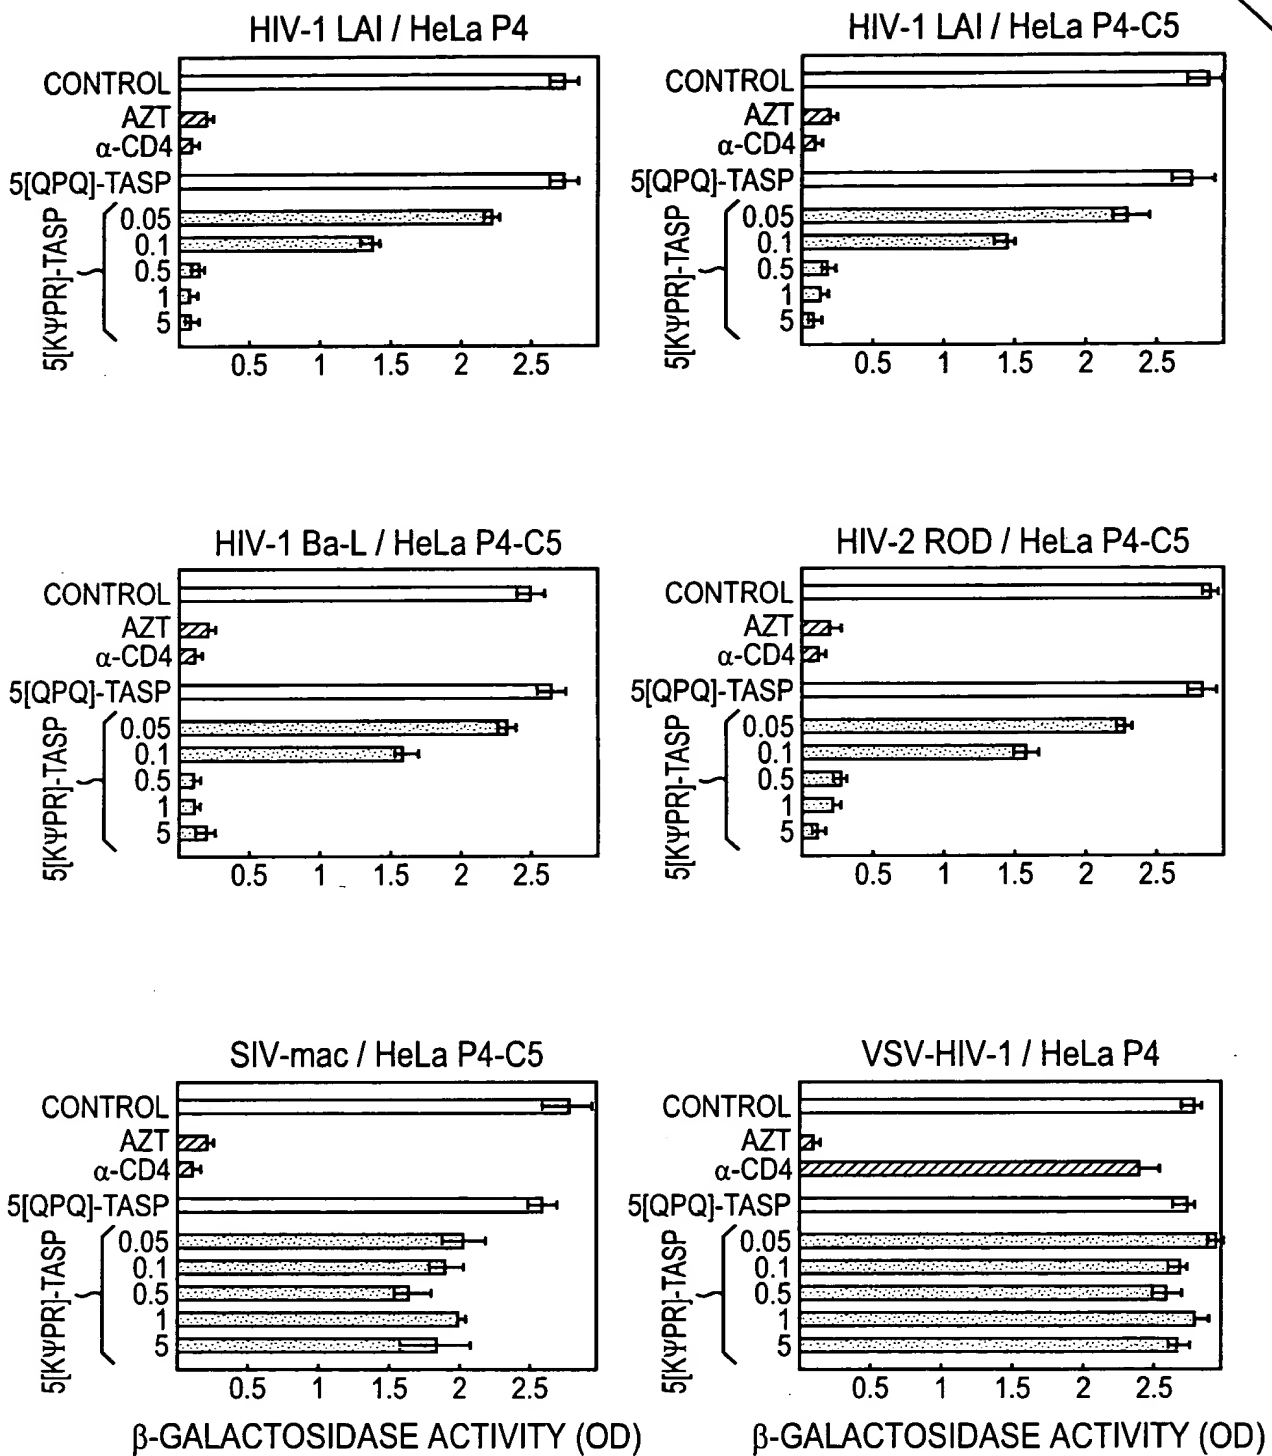 HIV-1 LAI / HeLa P4
CONTROL
AZT
α-CD4
5[QPQ]-TASP
5[KΨPR]-TASP
0.05
0.1
0.5
1
5
0.5 1 1.5 2 2.5
HIV-1 LAI / HeLa P4-C5
CONTROL
AZT
α-CD4
5[QPQ]-TASP
5[KΨPR]-TASP
0.05
0.1
0.5
1
5
0.5 1 1.5 2 2.5
HIV-1 Ba-L / HeLa P4-C5
CONTROL
AZT
α-CD4
5[QPQ]-TASP
5[KΨPR]-TASP
0.05
0.1
0.5
1
5
0.5 1 1.5 2 2.5
HIV-2 ROD / HeLa P4-C5
CONTROL
AZT
α-CD4
5[QPQ]-TASP
5[KΨPR]-TASP
0.05
0.1
0.5
1
5
0.5 1 1.5 2 2.5
SIV-mac / HeLa P4-C5
CONTROL
AZT
α-CD4
5[QPQ]-TASP
5[KΨPR]-TASP
0.05
0.1
0.5
1
5
0.5 1 1.5 2 2.5
β-GALACTOSIDASE ACTIVITY (OD)
VSV-HIV-1 / HeLa P4
CONTROL
AZT
α-CD4
5[QPQ]-TASP
5[KΨPR]-TASP
0.05
0.1
0.5
1
5
0.5 1 1.5 2 2.5
β-GALACTOSIDASE ACTIVITY (OD)